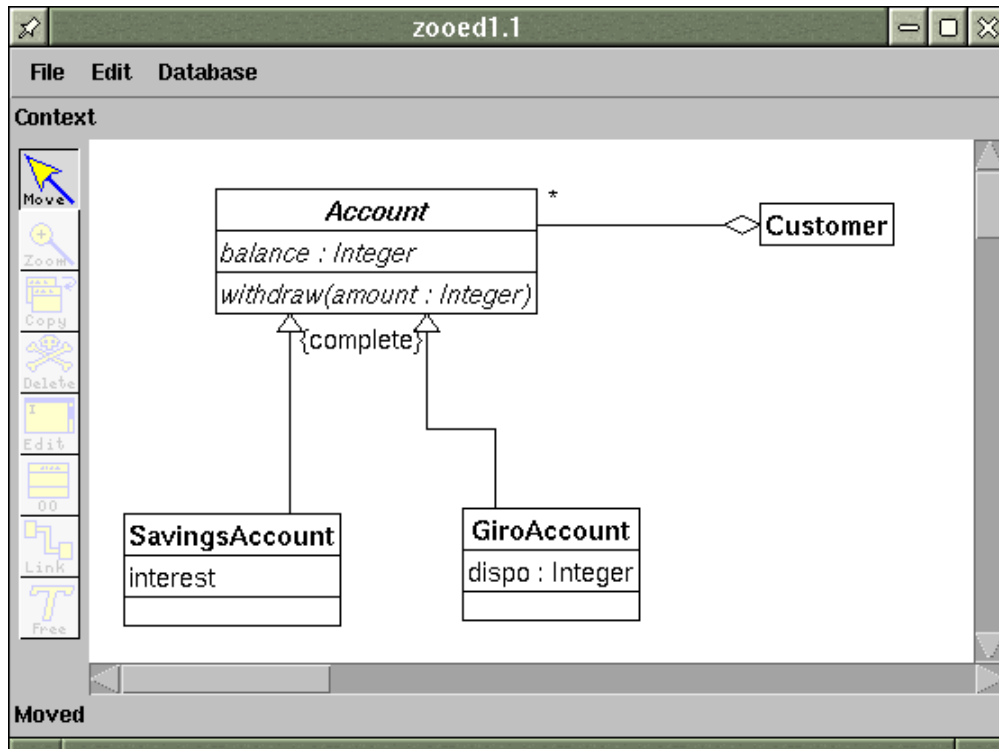 zooed1.1
File Edit Database
Context
Move
Zoom
Copy
Delete
Edit
OO
Link
Free
*
Account
balance : Integer
withdraw(amount : Integer)
Customer
{complete}
SavingsAccount
interest
GiroAccount
dispo : Integer
Moved